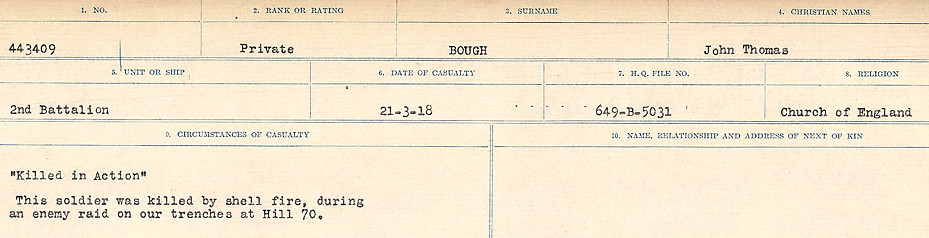 1. NO. 2. RANK OR RATING 3. SURNAME 4. CHRISTIAN NAMES
443409 Private BOUGH John Thomas
5. UNIT OR SHIP 6. DATE OF CASUALTY 7. H.Q. FILE NO. 8. RELIGION
2nd Battalion 21-3-18 649-B-5031 Church of England
9. CIRCUMSTANCES OF CASUALTY 10. NAME, RELATIONSHIP AND ADDRESS OF NEXT OF KIN
"Killed in Action"
This soldier was killed by shell fire, during
an enemy raid on our trenches at Hill 70.